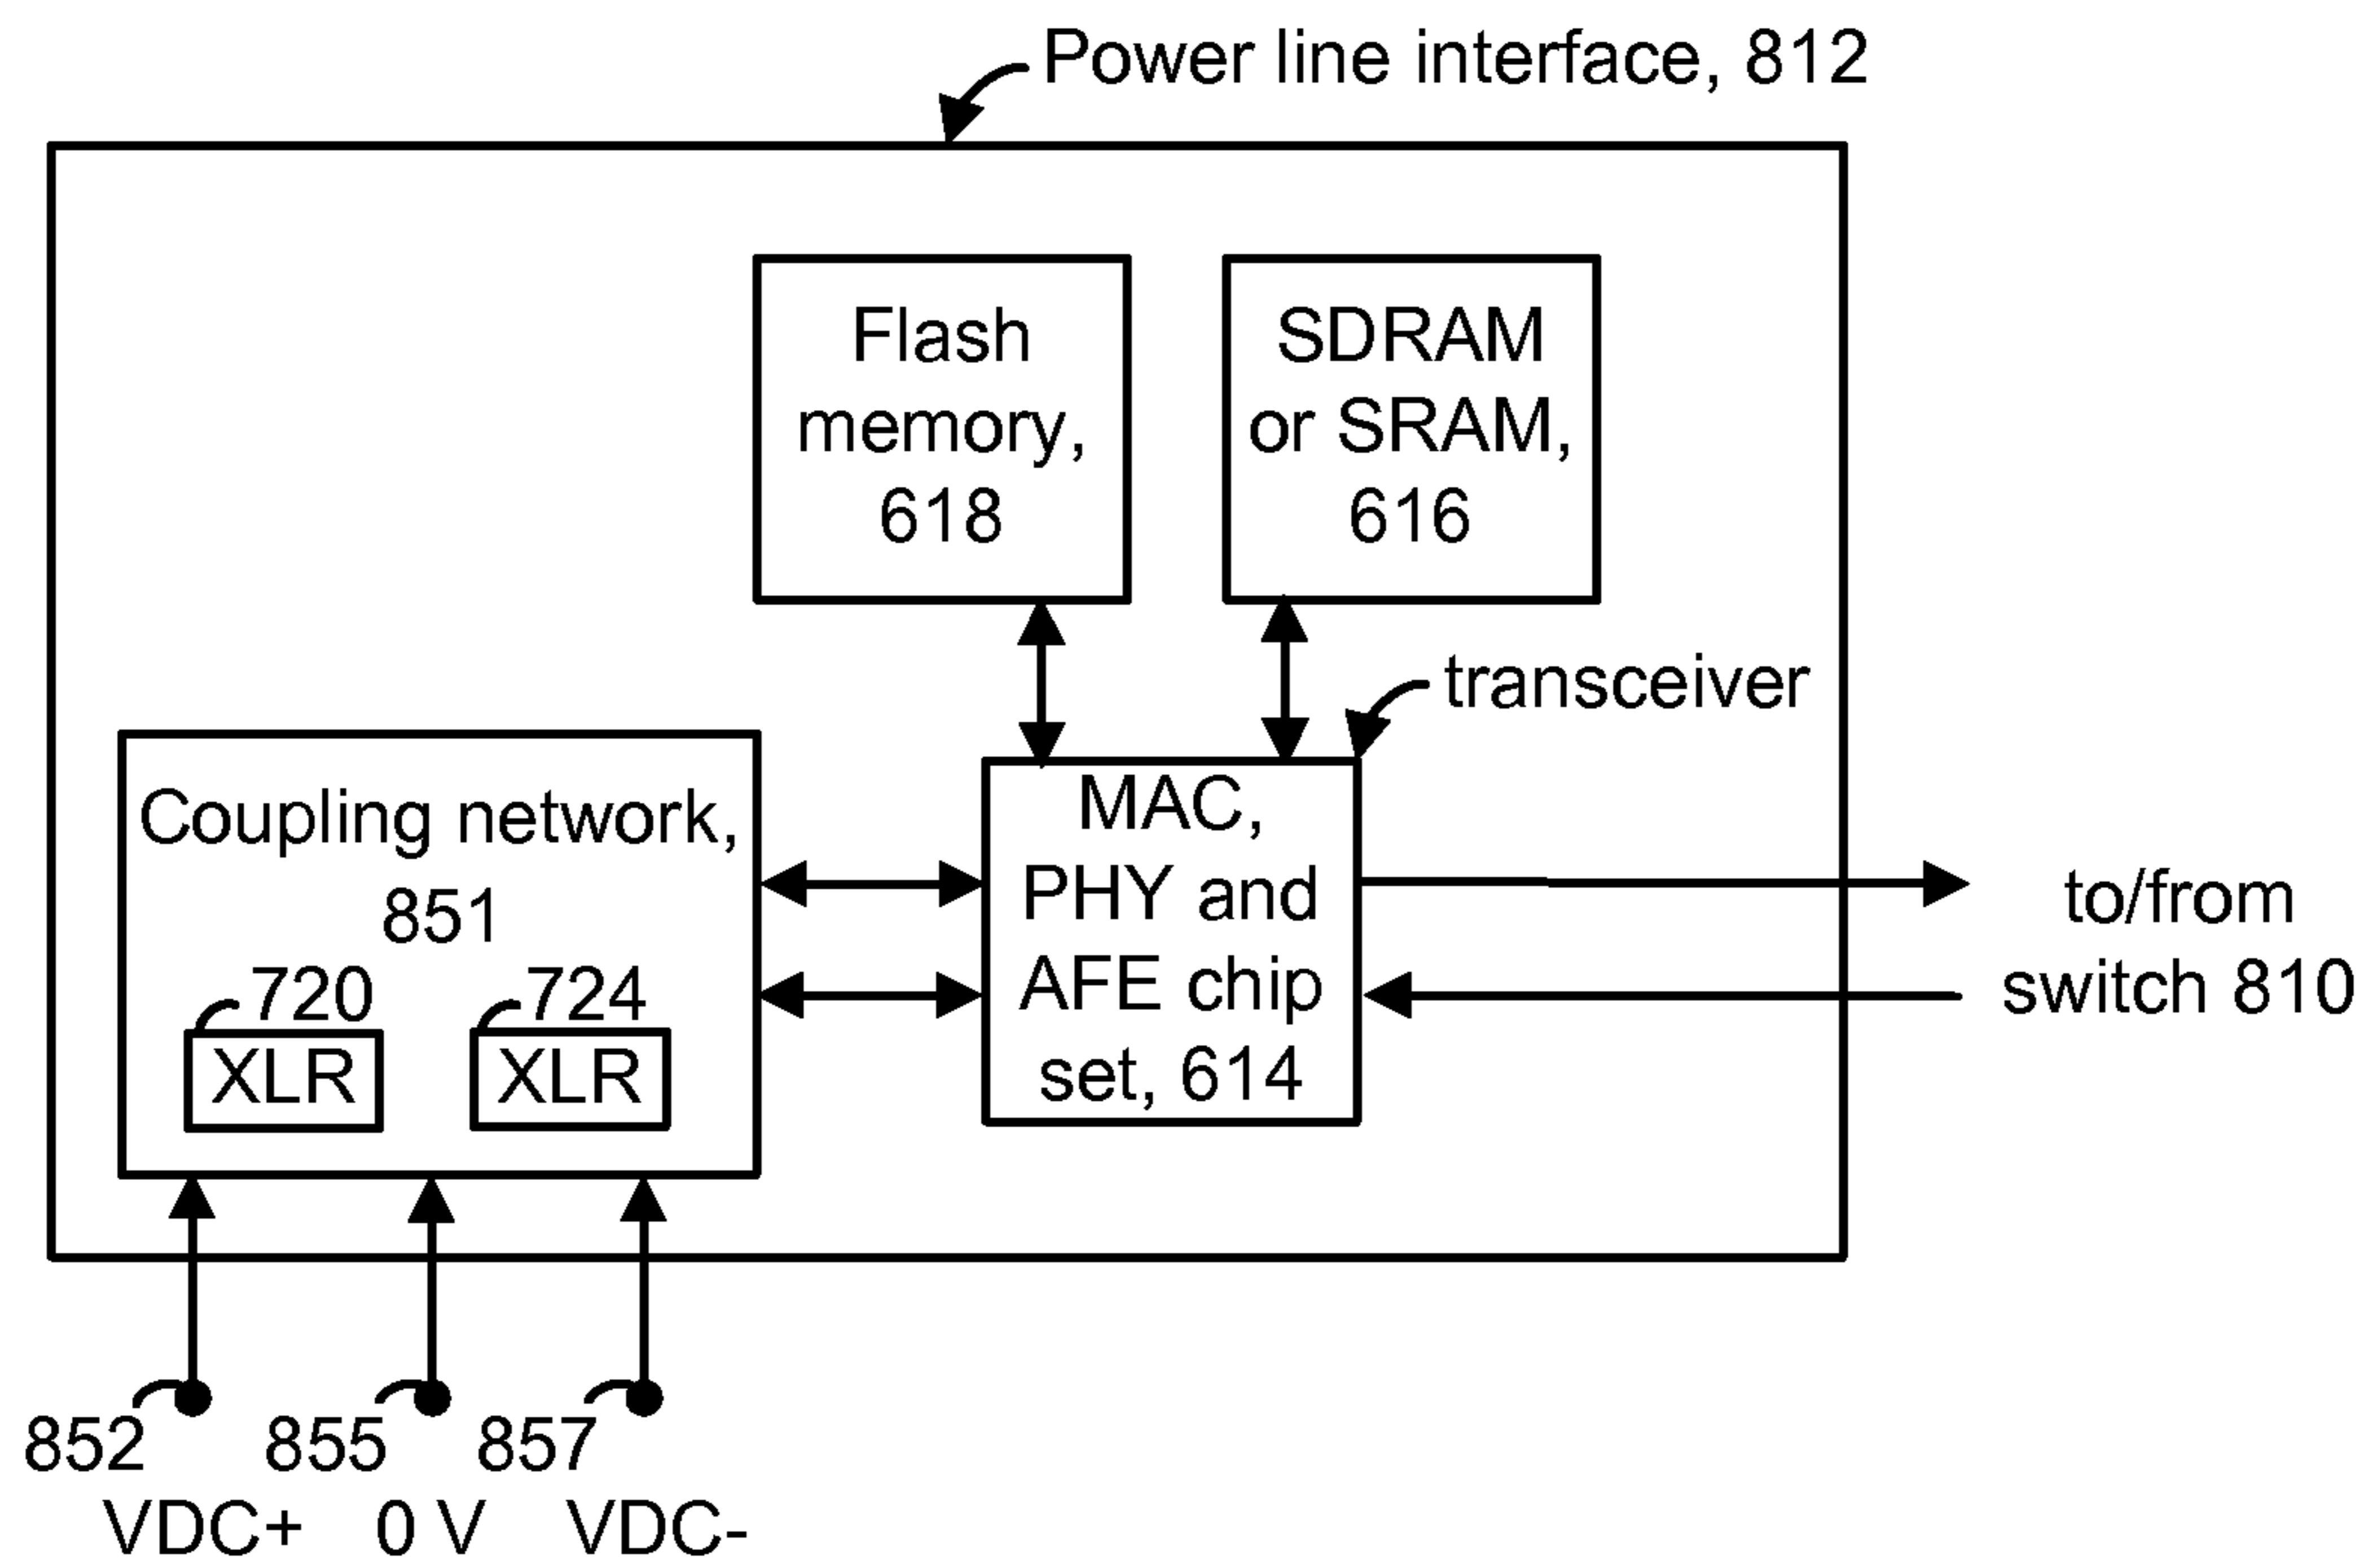 Power line interface, 812
Flash
memory,
618
SDRAM
or SRAM,
616
transceiver
Coupling network,
851
720
XLR
724
XLR
MAC,
PHY and
AFE chip
set, 614
to/from
switch 810
852
VDC+
855
0 V
857
VDC-